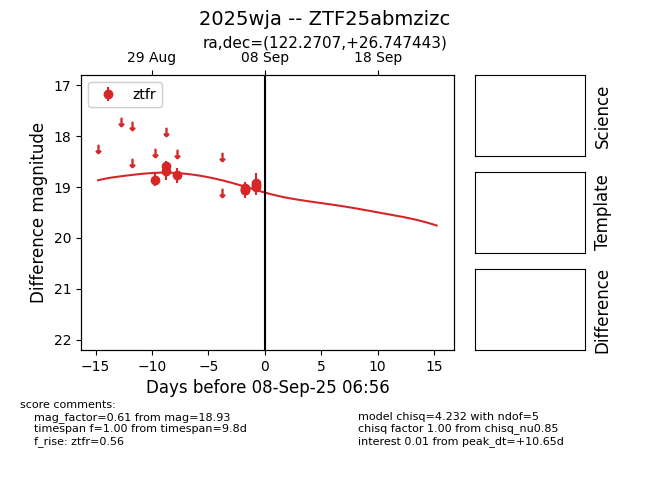 2025wja -- ZTF25abmzizc
ra,dec=(122.2707,+26.747443)
29 Aug 08 Sep 18 Sep
ztfr
17
18
19
20
21
22
Difference magnitude
−15 −10 −5 0 5 10 15
Days before 08-Sep-25 06:56
Science
Template
Difference
score comments:
mag_factor=0.61 from mag=18.93
timespan f=1.00 from timespan=9.8d
f_rise: ztfr=0.56
model chisq=4.232 with ndof=5
chisq factor 1.00 from chisq_nu0.85
interest 0.01 from peak_dt=+10.65d